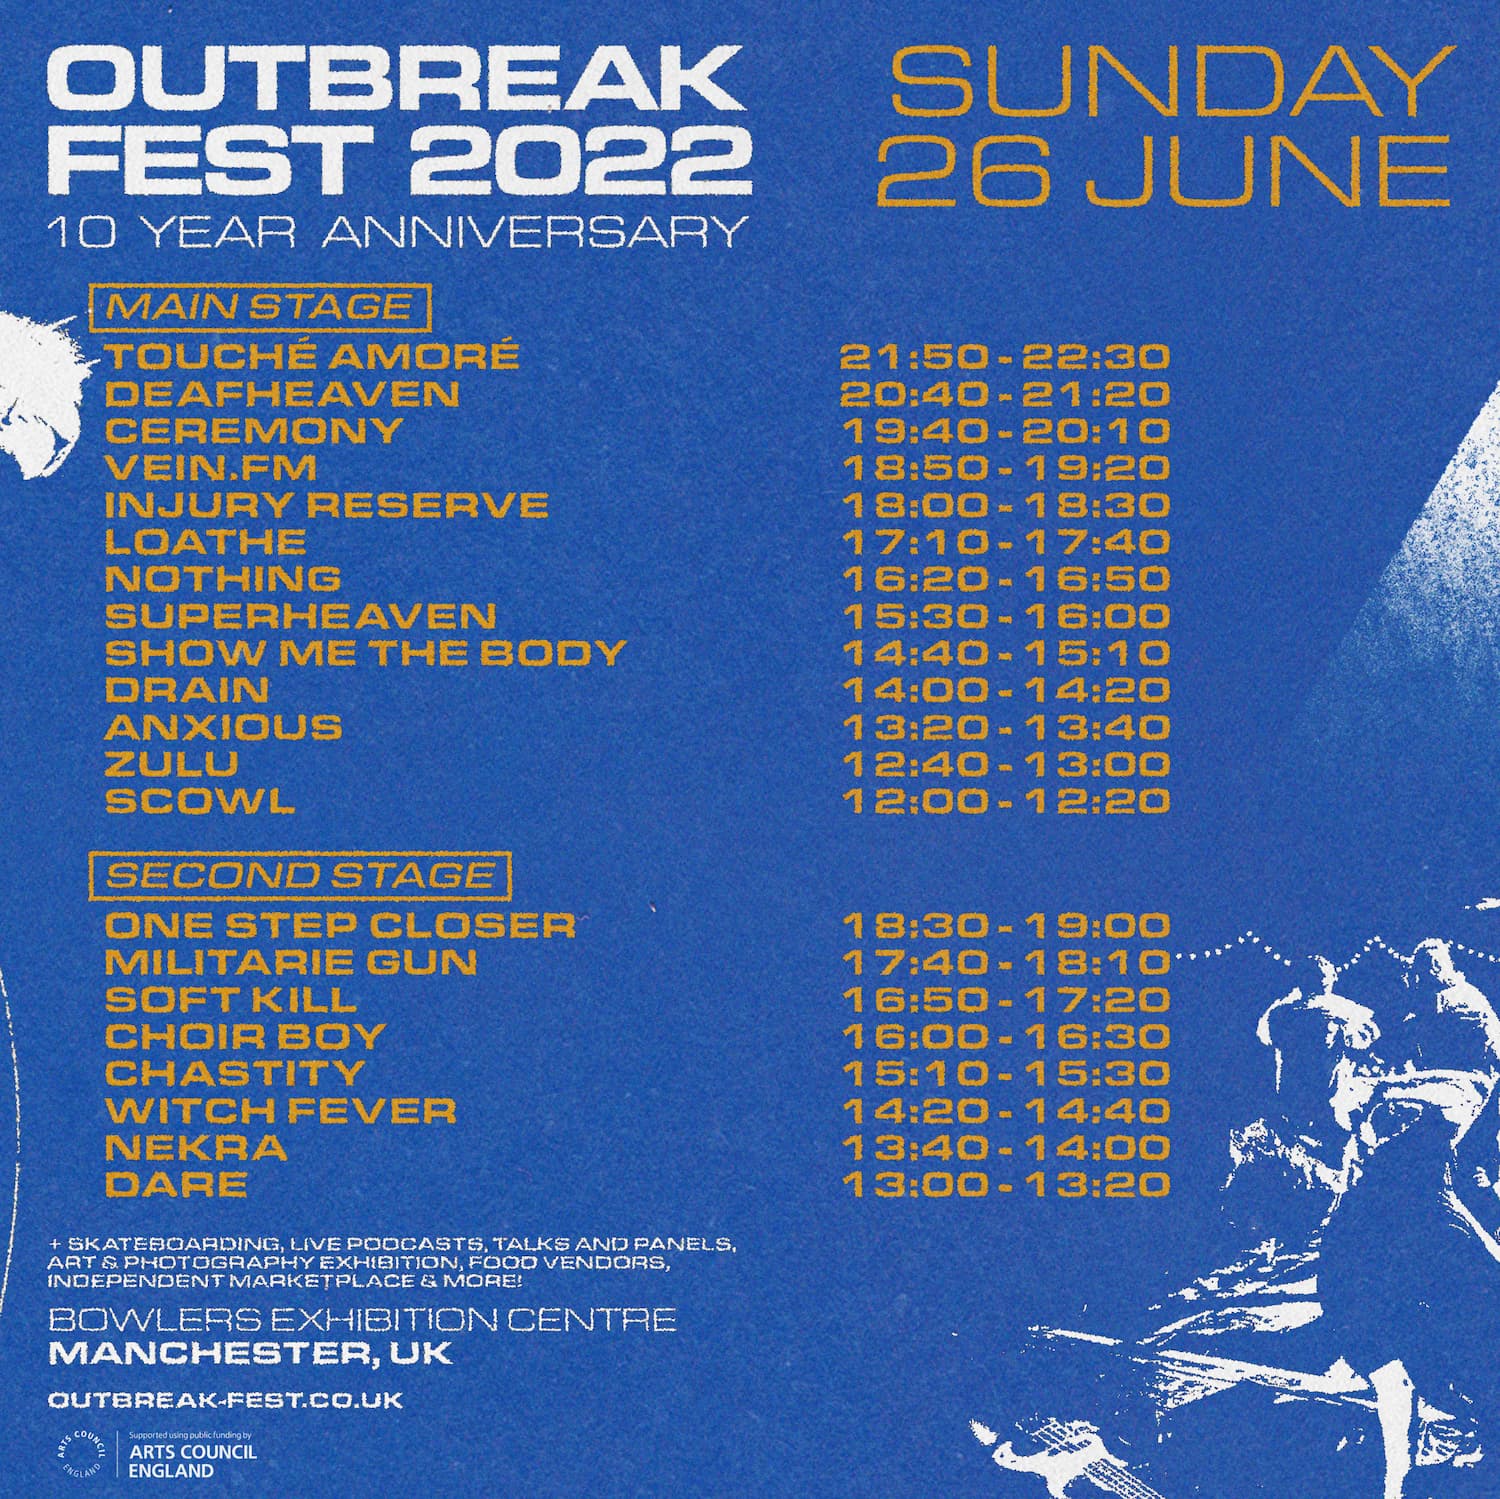 OUTBREAK
FEST 2022
10 YEAR ANNIVERSARY
SUNDAY
26 JUNE
MAIN STAGE
TOUCHÉ AMORÉ 21:50 - 22:30
DEAFHEAVEN 20:40 - 21:20
CEREMONY 19:40 - 20:10
VEIN.FM 18:50 - 19:20
INJURY RESERVE 18:00 - 18:30
LOATHE 17:10 - 17:40
NOTHING 16:20 - 16:50
SUPERHEAVEN 15:30 - 16:00
SHOW ME THE BODY 14:40 - 15:10
DRAIN 14:00 - 14:20
ANXIOUS 13:20 - 13:40
ZULU 12:40 - 13:00
SCOWL 12:00 - 12:20
SECOND STAGE
ONE STEP CLOSER 18:30 - 19:00
MILITARIE GUN 17:40 - 18:10
SOFT KILL 16:50 - 17:20
CHOIR BOY 16:00 - 16:30
CHASTITY 15:10 - 15:30
WITCH FEVER 14:20 - 14:40
NEKRA 13:40 - 14:00
DARE 13:00 - 13:20
+ SKATEBOARDING, LIVE PODCASTS, TALKS AND PANELS,
ART & PHOTOGRAPHY EXHIBITION, FOOD VENDORS,
INDEPENDENT MARKETPLACE & MORE!
BOWLERS EXHIBITION CENTRE
MANCHESTER, UK
OUTBREAK-FEST.CO.UK
ARTS COUNCIL
ENGLAND
Supported using public funding by
ARTS COUNCIL
ENGLAND